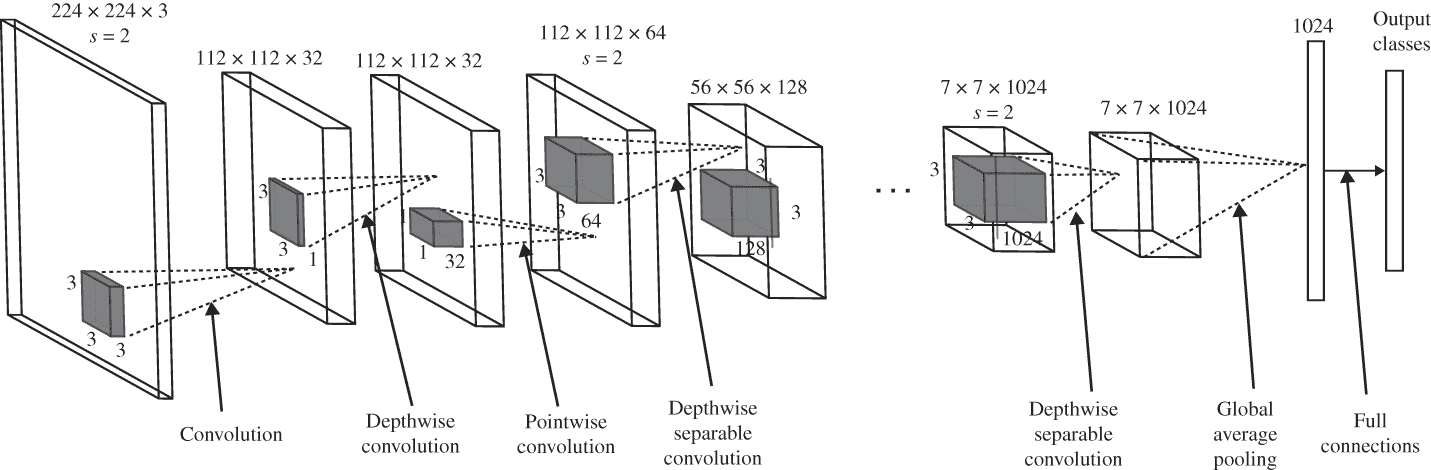 224 × 224 × 3
s = 2
112 × 112 × 32
112 × 112 × 32
112 × 112 × 64
s = 2
56 × 56 × 128
7 × 7 × 1024
s = 2
7 × 7 × 1024
1024
Output
classes
3
3
3
3
3
1
1
1
32
3
3
64
3
3
128
...
3
3
1024
Convolution
Depthwise
convolution
Pointwise
convolution
Depthwise
separable
convolution
Depthwise
separable
convolution
Global
average
pooling
Full
connections